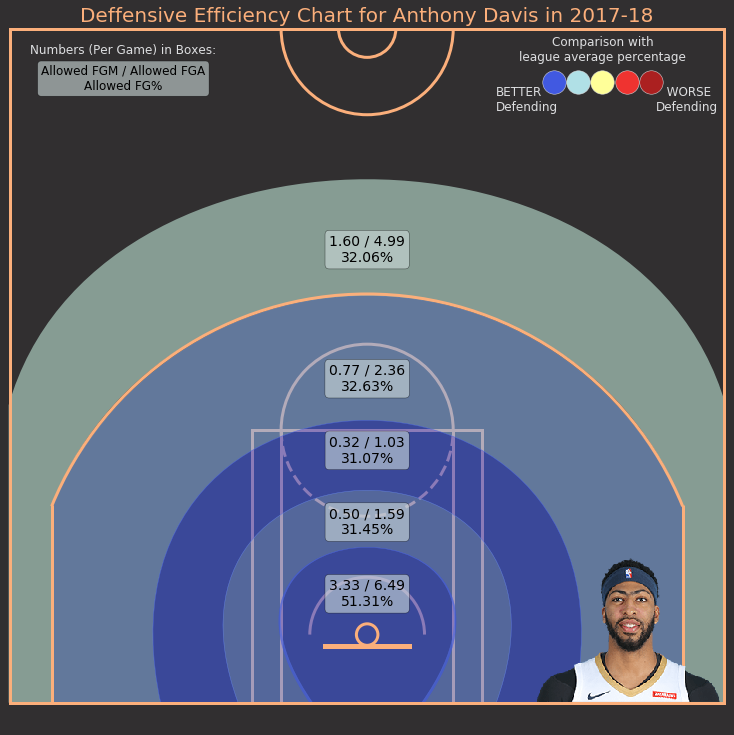 Deffensive Efficiency Chart for Anthony Davis in 2017-18
Numbers (Per Game) in Boxes:
Allowed FGM / Allowed FGA
Allowed FG%
Comparison with
league average percentage
BETTER WORSE
Defending Defending
1.60 / 4.99
32.06%
0.77 / 2.36
32.63%
0.32 / 1.03
31.07%
0.50 / 1.59
31.45%
3.33 / 6.49
51.31%